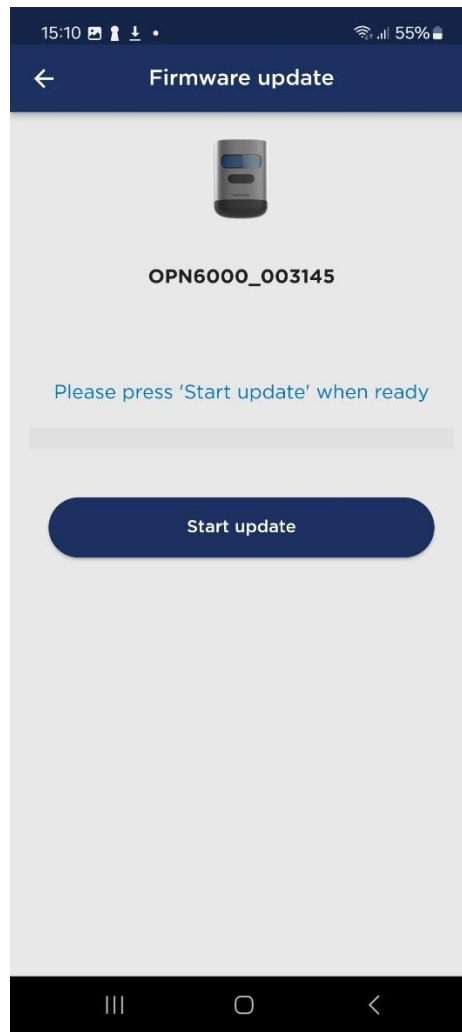 15:10
55%
Firmware update
OPN6000_003145
Please press 'Start update' when ready
Start update